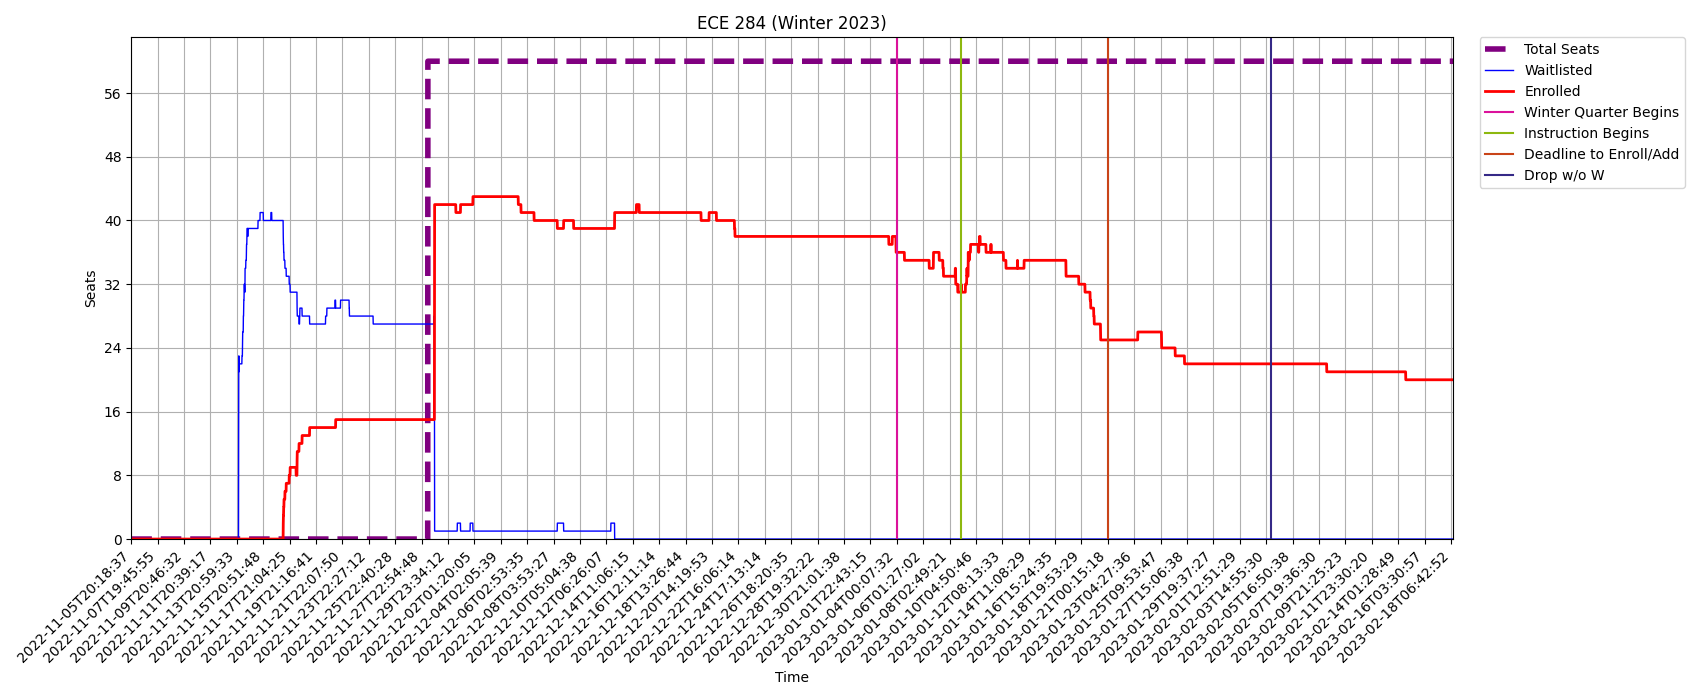 ECE 284 (Winter 2023)
Total Seats
Waitlisted
Enrolled
Winter Quarter Begins
Instruction Begins
Deadline to Enroll/Add
Drop w/o W
Seats
56
48
40
32
24
16
8
0
2022-11-05T20:18:37
2022-11-07T19:45:55
2022-11-09T20:46:32
2022-11-11T20:39:17
2022-11-13T20:59:33
2022-11-15T20:51:48
2022-11-17T21:04:25
2022-11-19T21:16:41
2022-11-21T22:07:50
2022-11-23T22:27:12
2022-11-25T22:40:28
2022-11-27T22:54:48
2022-11-29T23:34:12
2022-12-02T01:20:05
2022-12-04T02:05:39
2022-12-06T02:53:35
2022-12-08T03:53:27
2022-12-10T05:04:38
2022-12-12T06:26:07
2022-12-14T11:06:15
2022-12-16T12:11:14
2022-12-18T13:26:44
2022-12-20T14:19:53
2022-12-22T16:06:14
2022-12-24T17:13:14
2022-12-26T18:20:35
2022-12-28T19:32:22
2022-12-30T21:01:38
2023-01-01T22:43:15
2023-01-04T00:07:32
2023-01-06T01:27:02
2023-01-08T02:49:21
2023-01-10T04:50:46
2023-01-12T08:13:33
2023-01-14T11:08:29
2023-01-16T15:24:35
2023-01-18T19:53:29
2023-01-21T00:15:18
2023-01-23T04:27:36
2023-01-25T09:53:47
2023-01-27T15:06:38
2023-01-29T19:37:27
2023-02-01T12:51:29
2023-02-03T14:55:30
2023-02-05T16:50:38
2023-02-07T19:36:30
2023-02-09T21:25:23
2023-02-11T23:30:20
2023-02-14T01:28:49
2023-02-16T03:30:57
2023-02-18T06:42:52
Time